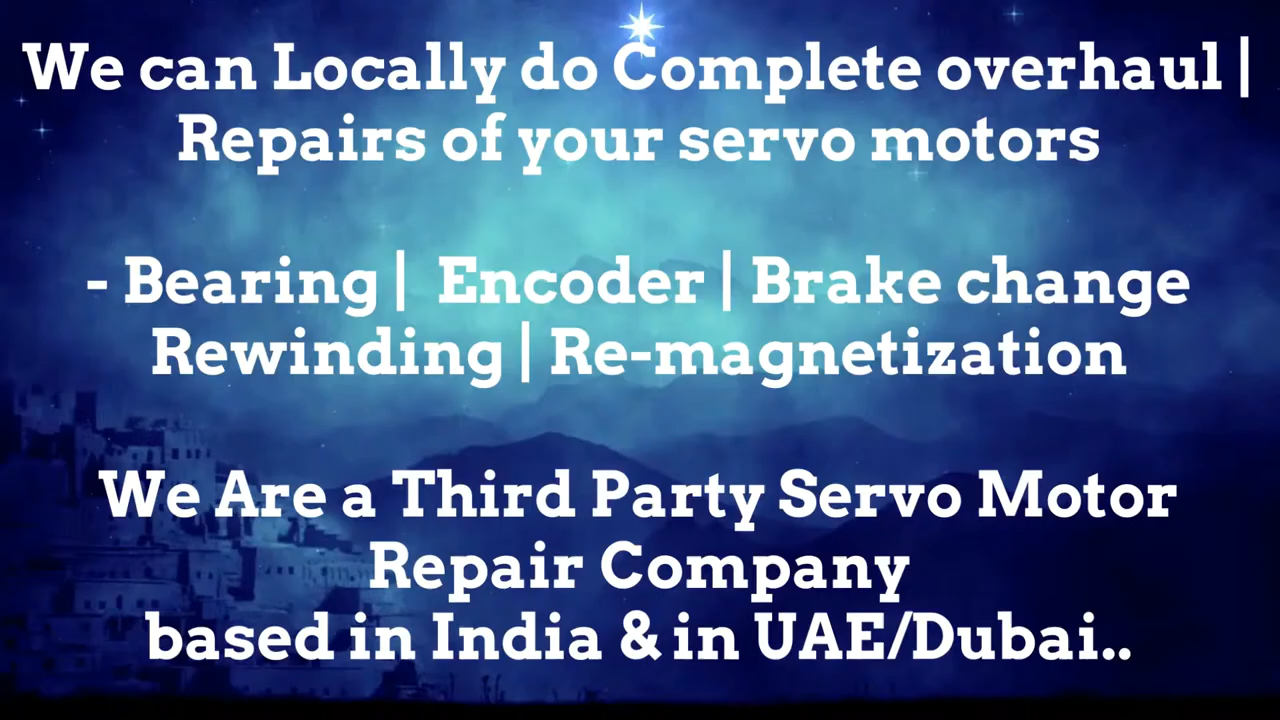 We can Locally do Complete overhaul |
Repairs of your servo motors
- Bearing | Encoder | Brake change
Rewinding | Re-magnetization
We Are a Third Party Servo Motor
Repair Company
based in India & in UAE/Dubai..